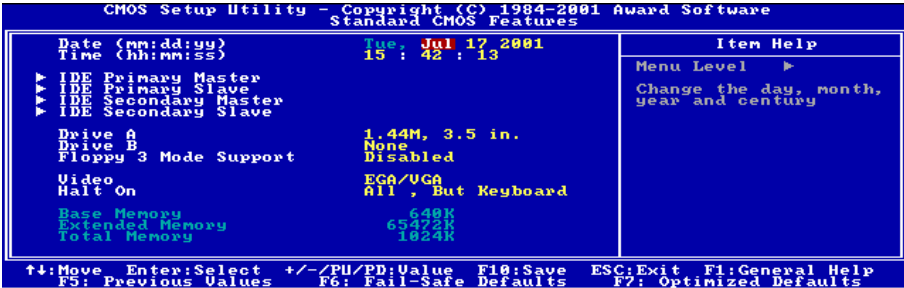 CMOS Setup Utility - Copyright (C) 1984-2001 Award Software
Standard CMOS Features
Date (mm:dd:yy) Tue, Jul 17 2001
Time (hh:mm:ss) 15 : 42 : 13
► IDE Primary Master
► IDE Primary Slave
► IDE Secondary Master
► IDE Secondary Slave
Drive A 1.44M, 3.5 in.
Drive B None
Floppy 3 Mode Support Disabled
Video EGA/VGA
Halt On All , But Keyboard
Base Memory 640K
Extended Memory 65472K
Total Memory 1024K
Item Help
Menu Level ►
Change the day, month,
year and century
↑↓:Move Enter:Select +/-/PU/PD:Value F10:Save ESC:Exit F1:General Help
F5: Previous Values F6: Fail-Safe Defaults F7: Optimized Defaults